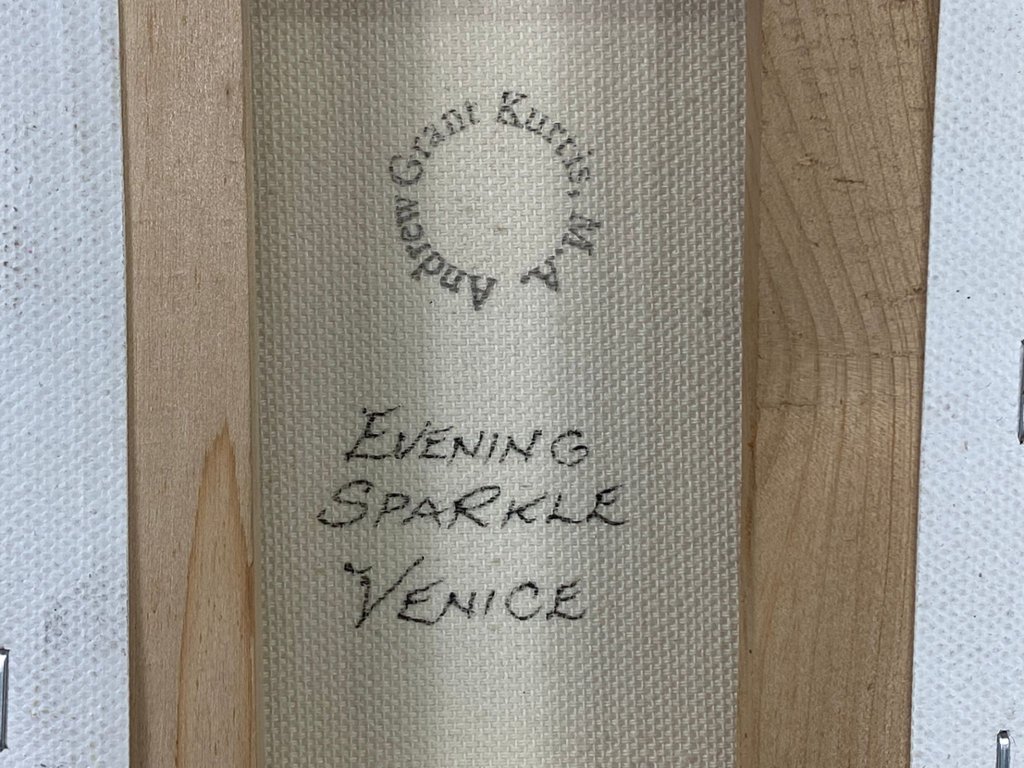 Andrew Grant Kurtis, M.A
EVENING
SPARKLE
VENICE